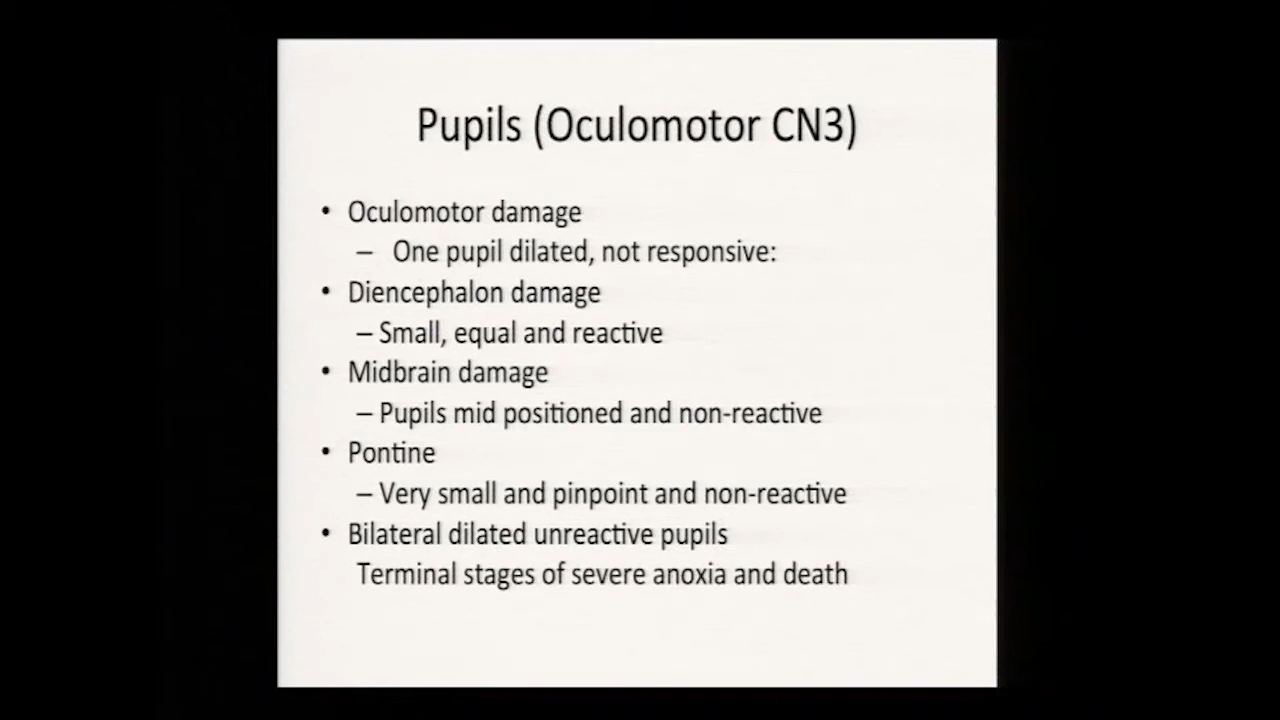 Pupils (Oculomotor CN3)
• Oculomotor damage
– One pupil dilated, not responsive:
• Diencephalon damage
– Small, equal and reactive
• Midbrain damage
– Pupils mid positioned and non-reactive
• Pontine
– Very small and pinpoint and non-reactive
• Bilateral dilated unreactive pupils
Terminal stages of severe anoxia and death